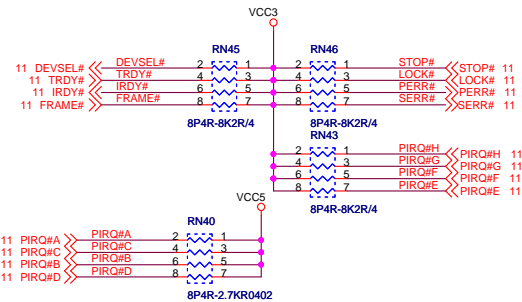 VCC3
RN45 RN46
11 DEVSEL# DEVSEL# 2 1 2 1 STOP# STOP# 11
11 TRDY# TRDY# 4 3 4 3 LOCK# LOCK# 11
11 IRDY# IRDY# 6 5 6 5 PERR# PERR# 11
11 FRAME# FRAME# 8 7 8 7 SERR# SERR# 11
8P4R-8K2R/4 8P4R-8K2R/4
RN43
2 1 PIRQ#H PIRQ#H 11
4 3 PIRQ#G PIRQ#G 11
6 5 PIRQ#F PIRQ#F 11
8 7 PIRQ#E PIRQ#E 11
8P4R-8K2R/4
VCC5
RN40
11 PIRQ#A PIRQ#A 2 1
11 PIRQ#C PIRQ#C 4 3
11 PIRQ#B PIRQ#B 6 5
11 PIRQ#D PIRQ#D 8 7
8P4R-2.7KR0402